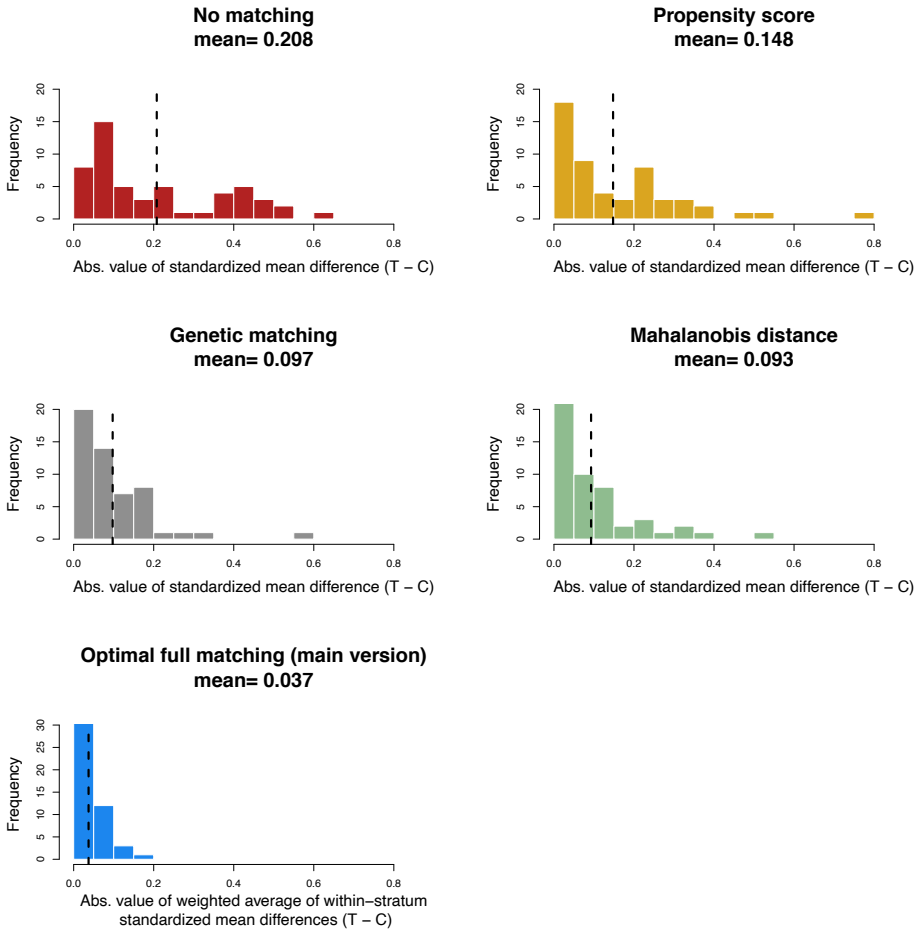 No matching
mean= 0.208
Frequency
0 5 10 15 20
0.0 0.2 0.4 0.6 0.8
Abs. value of standardized mean difference (T − C)
Propensity score
mean= 0.148
Frequency
0 5 10 15 20
0.0 0.2 0.4 0.6 0.8
Abs. value of standardized mean difference (T − C)
Genetic matching
mean= 0.097
Frequency
0 5 10 15 20
0.0 0.2 0.4 0.6 0.8
Abs. value of standardized mean difference (T − C)
Mahalanobis distance
mean= 0.093
Frequency
0 5 10 15 20
0.0 0.2 0.4 0.6 0.8
Abs. value of standardized mean difference (T − C)
Optimal full matching (main version)
mean= 0.037
Frequency
0 5 10 15 20 25 30
0.0 0.2 0.4 0.6 0.8
Abs. value of weighted average of within−stratum
standardized mean differences (T − C)